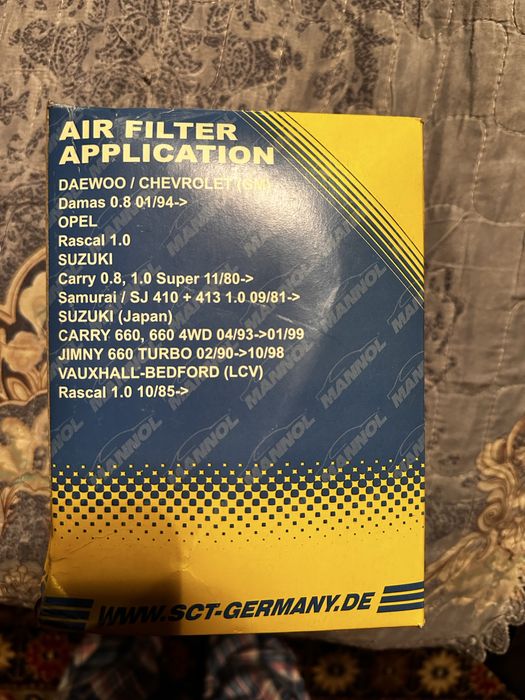 AIR FILTER
APPLICATION
DAEWOO / CHEVROLET (GM)
Damas 0.8 01/94->
OPEL
Rascal 1.0
SUZUKI
Carry 0.8, 1.0 Super 11/80->
Samurai / SJ 410 + 413 1.0 09/81->
SUZUKI (Japan)
CARRY 660, 660 4WD 04/93->01/99
JIMNY 660 TURBO 02/90->10/98
VAUXHALL-BEDFORD (LCV)
Rascal 1.0 10/85->
MANNOL
WWW.SCT-GERMANY.DE